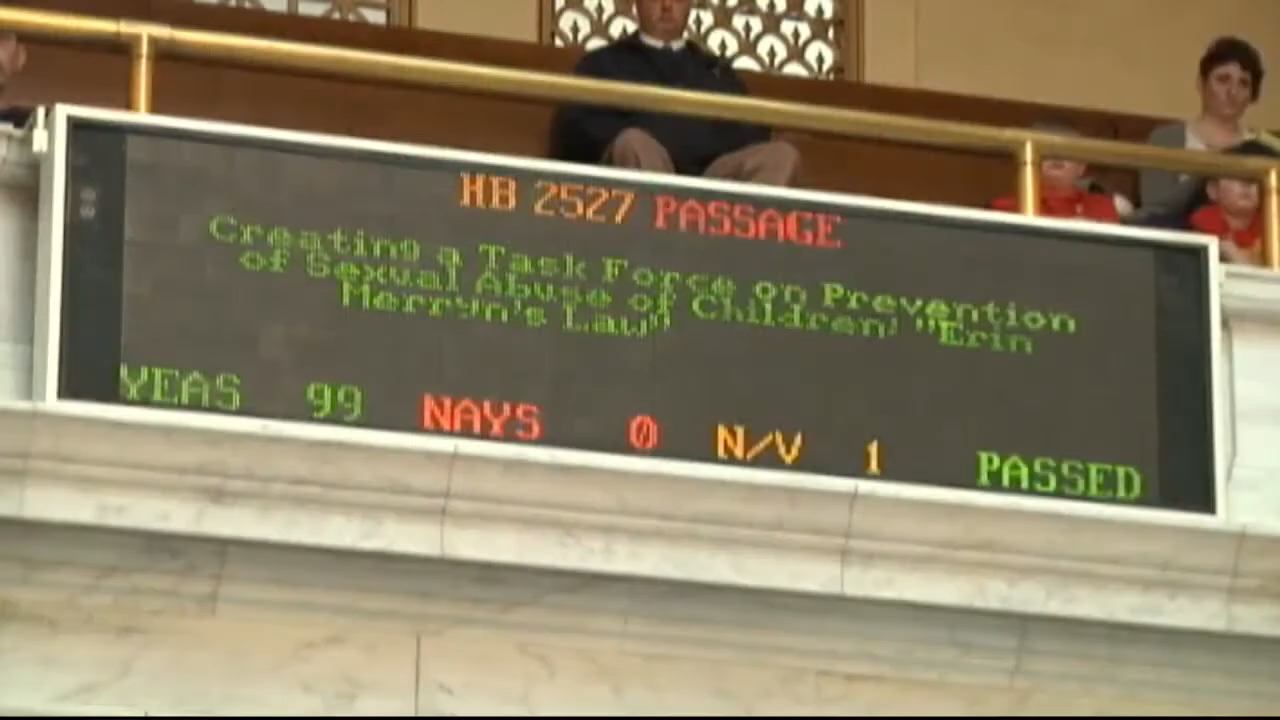 HB 2527 PASSAGE
Creating a Task Force on Prevention
of Sexual Abuse of Children, "Erin
Merryn's Law"
YEAS 99 NAYS 0 N/V 1 PASSED